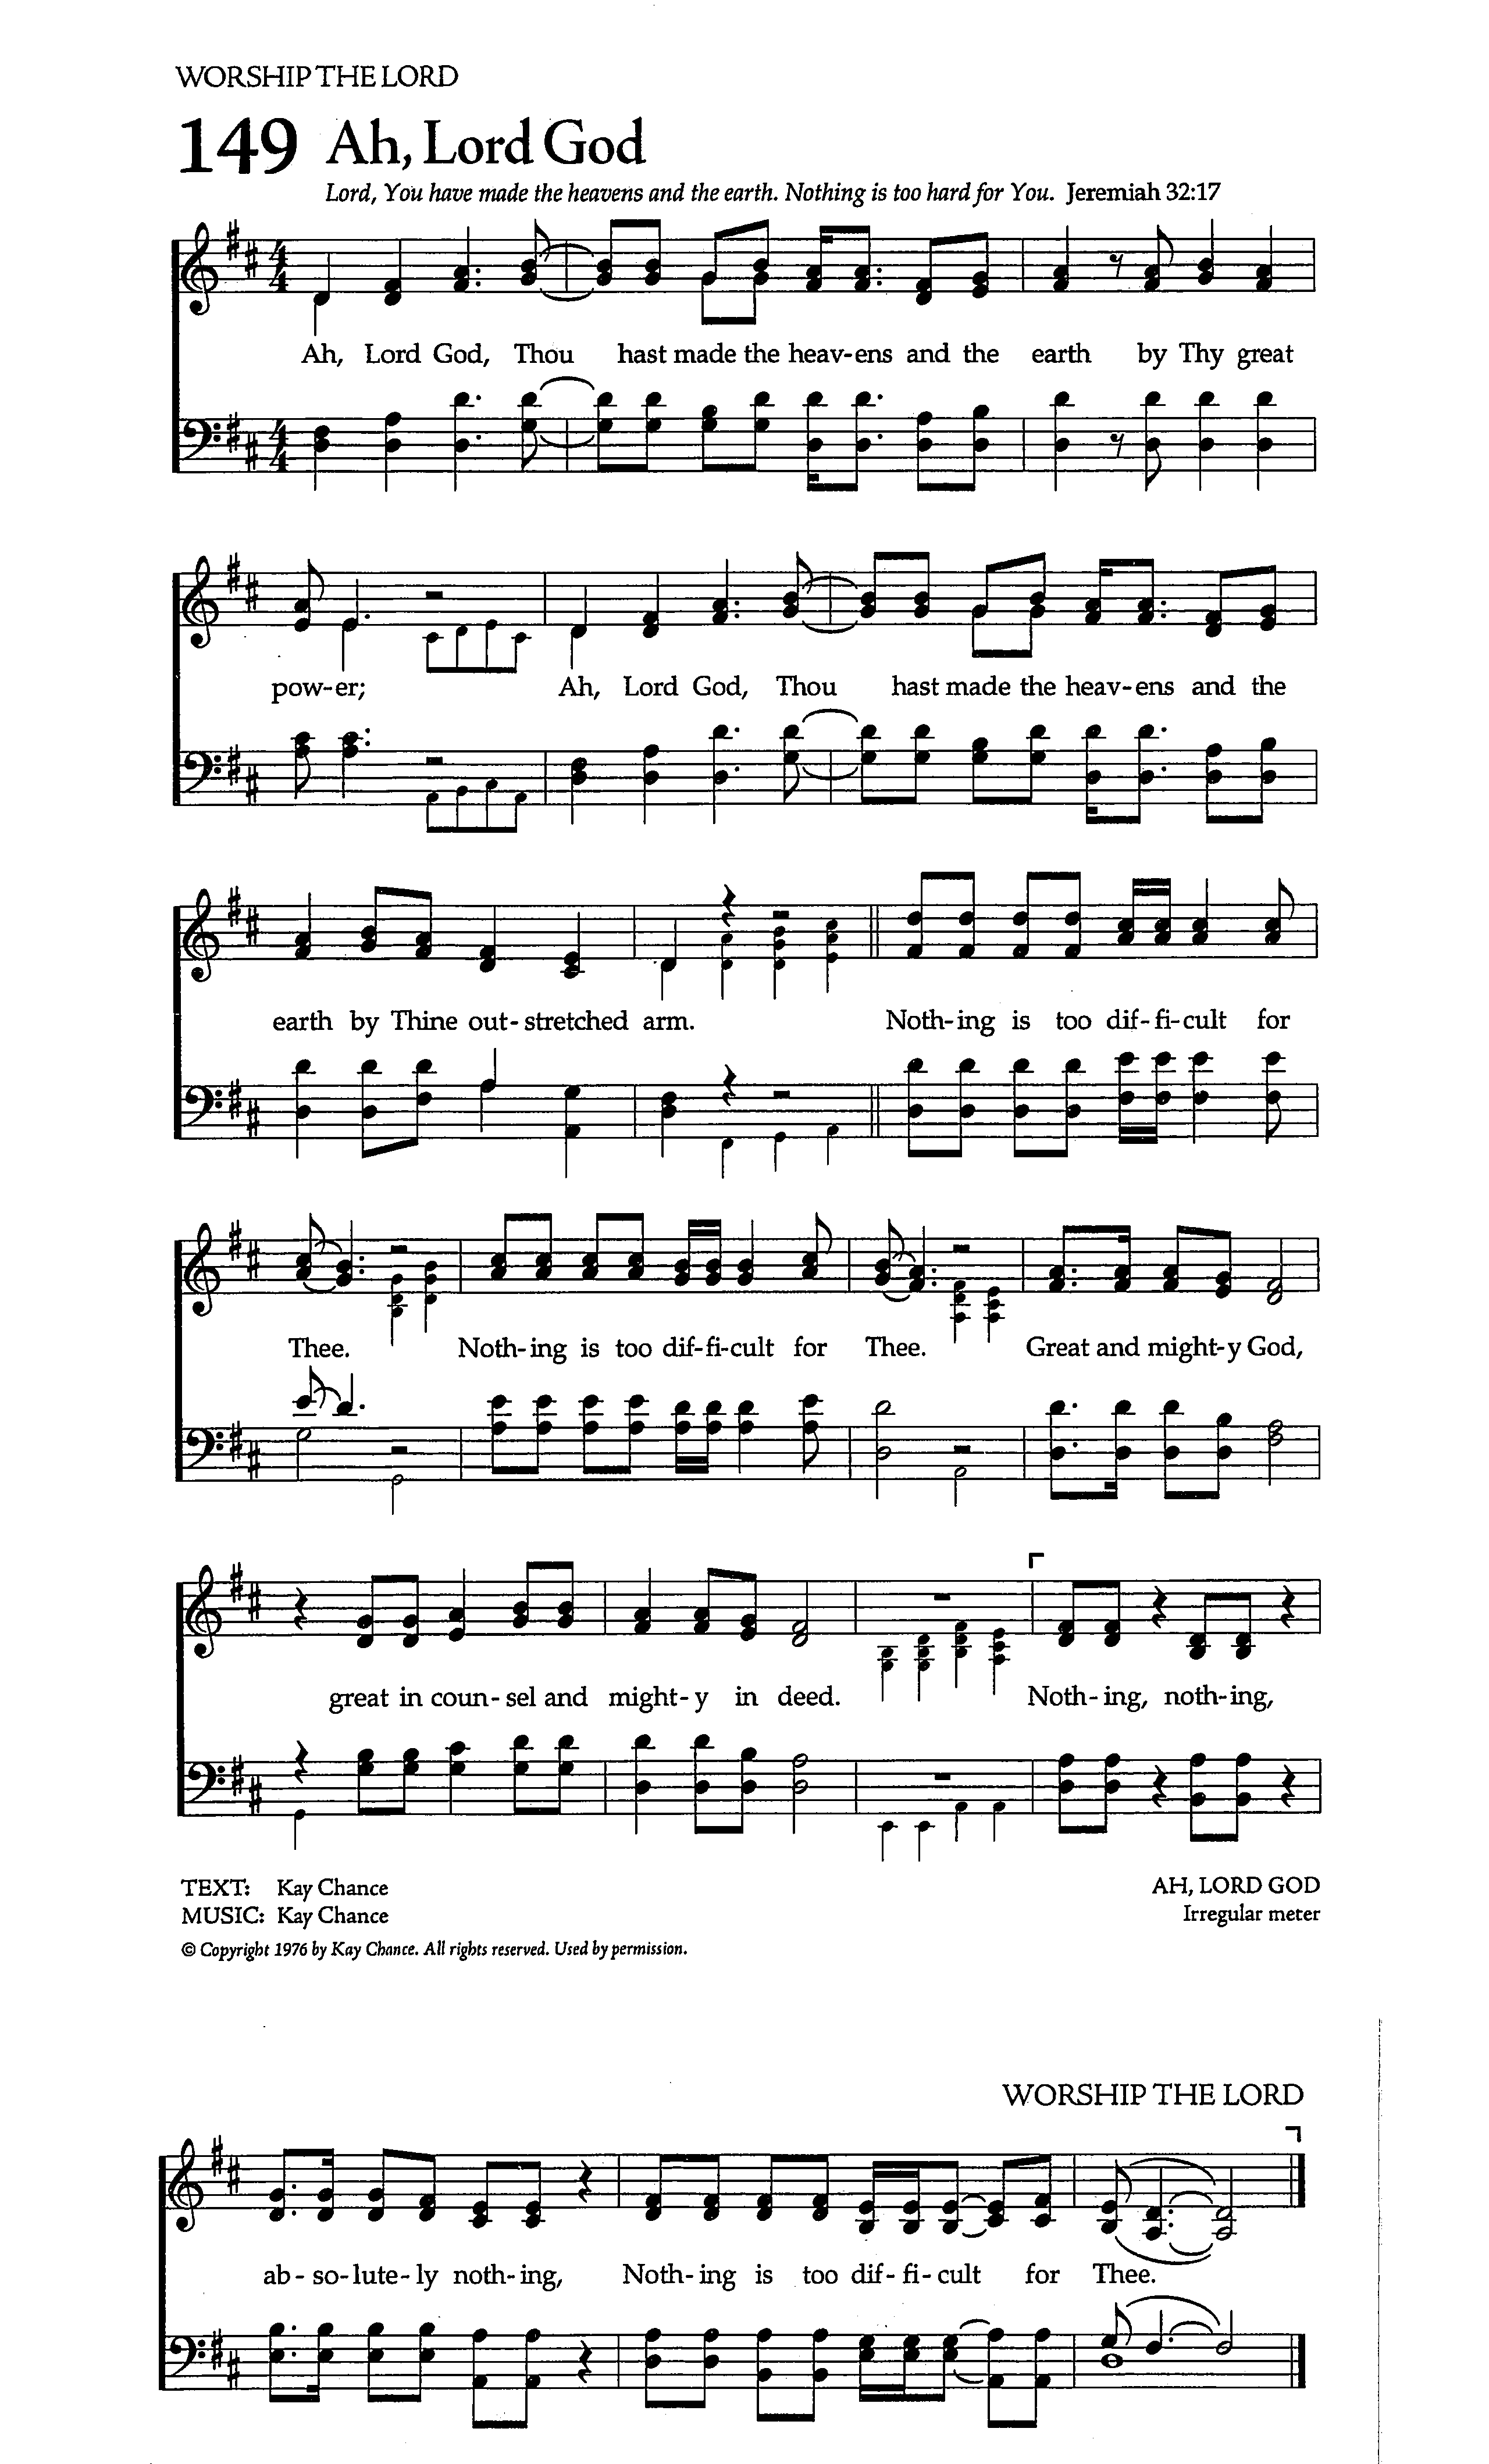 WORSHIP THE LORD
149 Ah, Lord God
Lord, You have made the heavens and the earth. Nothing is too hard for You. Jeremiah 32:17
Ah, Lord God, Thou hast made the heav-ens and the earth by Thy great
pow-er; Ah, Lord God, Thou hast made the heav-ens and the
earth by Thine out-stretched arm. Noth-ing is too dif-fi-cult for
Thee. Noth-ing is too dif-fi-cult for Thee. Great and might-y God,
great in coun-sel and might-y in deed. Noth-ing, noth-ing,
TEXT: Kay Chance
MUSIC: Kay Chance
© Copyright 1976 by Kay Chance. All rights reserved. Used by permission.
AH, LORD GOD
Irregular meter
WORSHIP THE LORD
ab-so-lute-ly noth-ing, Noth-ing is too dif-fi-cult for Thee.